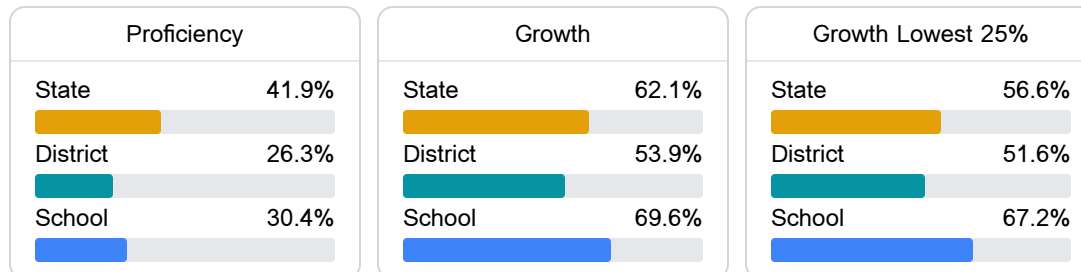 Proficiency
State 41.9%
District 26.3%
School 30.4%
Growth
State 62.1%
District 53.9%
School 69.6%
Growth Lowest 25%
State 56.6%
District 51.6%
School 67.2%